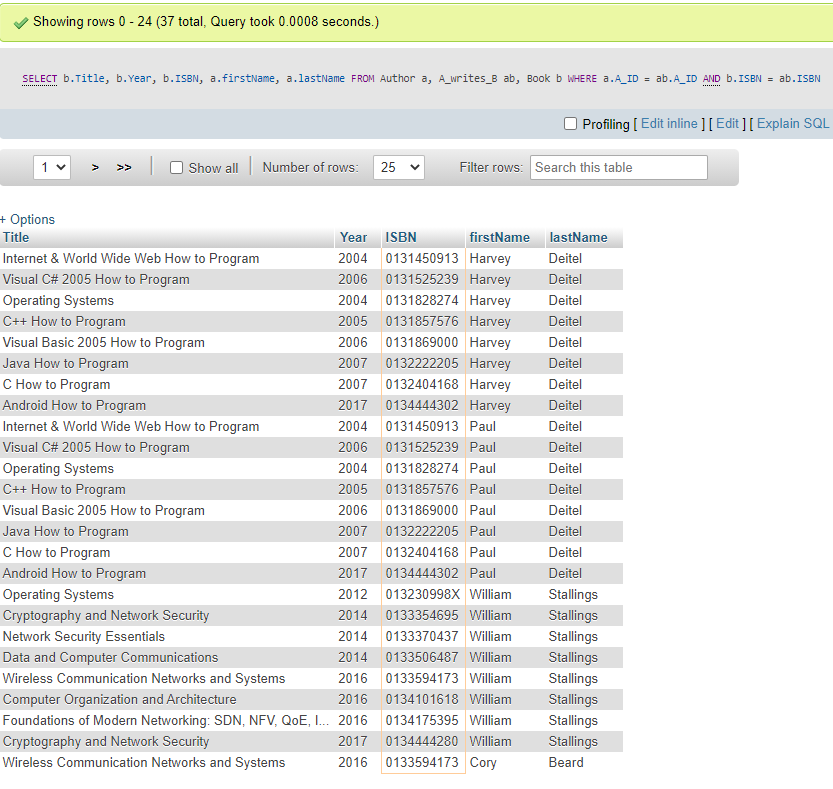 Showing rows 0 - 24 (37 total, Query took 0.0008 seconds.)
SELECT b.Title, b.Year, b.ISBN, a.firstName, a.lastName FROM Author a, A_writes_B ab, Book b WHERE a.A_ID = ab.A_ID AND b.ISBN = ab.ISBN
Profiling [ Edit inline ] [ Edit ] [ Explain SQL
1 > >> Show all Number of rows: 25 Filter rows: Search this table
+ Options
Title Year ISBN firstName lastName
Internet & World Wide Web How to Program 2004 0131450913 Harvey Deitel
Visual C# 2005 How to Program 2006 0131525239 Harvey Deitel
Operating Systems 2004 0131828274 Harvey Deitel
C++ How to Program 2005 0131857576 Harvey Deitel
Visual Basic 2005 How to Program 2006 0131869000 Harvey Deitel
Java How to Program 2007 0132222205 Harvey Deitel
C How to Program 2007 0132404168 Harvey Deitel
Android How to Program 2017 0134444302 Harvey Deitel
Internet & World Wide Web How to Program 2004 0131450913 Paul Deitel
Visual C# 2005 How to Program 2006 0131525239 Paul Deitel
Operating Systems 2004 0131828274 Paul Deitel
C++ How to Program 2005 0131857576 Paul Deitel
Visual Basic 2005 How to Program 2006 0131869000 Paul Deitel
Java How to Program 2007 0132222205 Paul Deitel
C How to Program 2007 0132404168 Paul Deitel
Android How to Program 2017 0134444302 Paul Deitel
Operating Systems 2012 013230998X William Stallings
Cryptography and Network Security 2014 0133354695 William Stallings
Network Security Essentials 2014 0133370437 William Stallings
Data and Computer Communications 2014 0133506487 William Stallings
Wireless Communication Networks and Systems 2016 0133594173 William Stallings
Computer Organization and Architecture 2016 0134101618 William Stallings
Foundations of Modern Networking: SDN, NFV, QoE, I... 2016 0134175395 William Stallings
Cryptography and Network Security 2017 0134444280 William Stallings
Wireless Communication Networks and Systems 2016 0133594173 Cory Beard